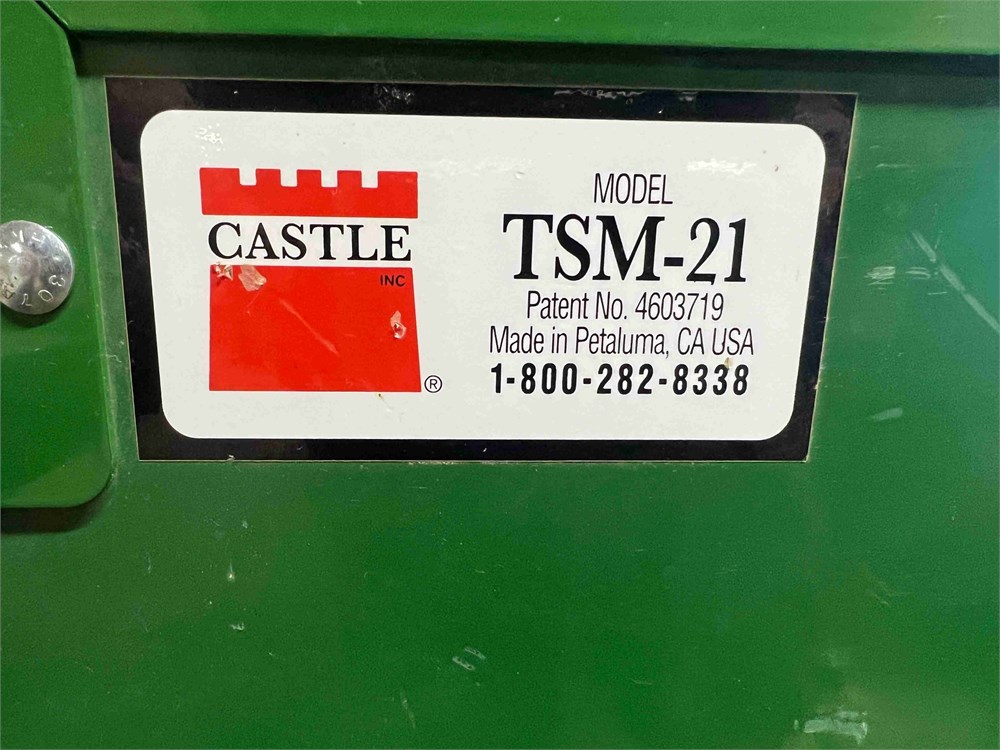 CASTLE
INC
®
MODEL
TSM-21
Patent No. 4603719
Made in Petaluma, CA USA
1-800-282-8338